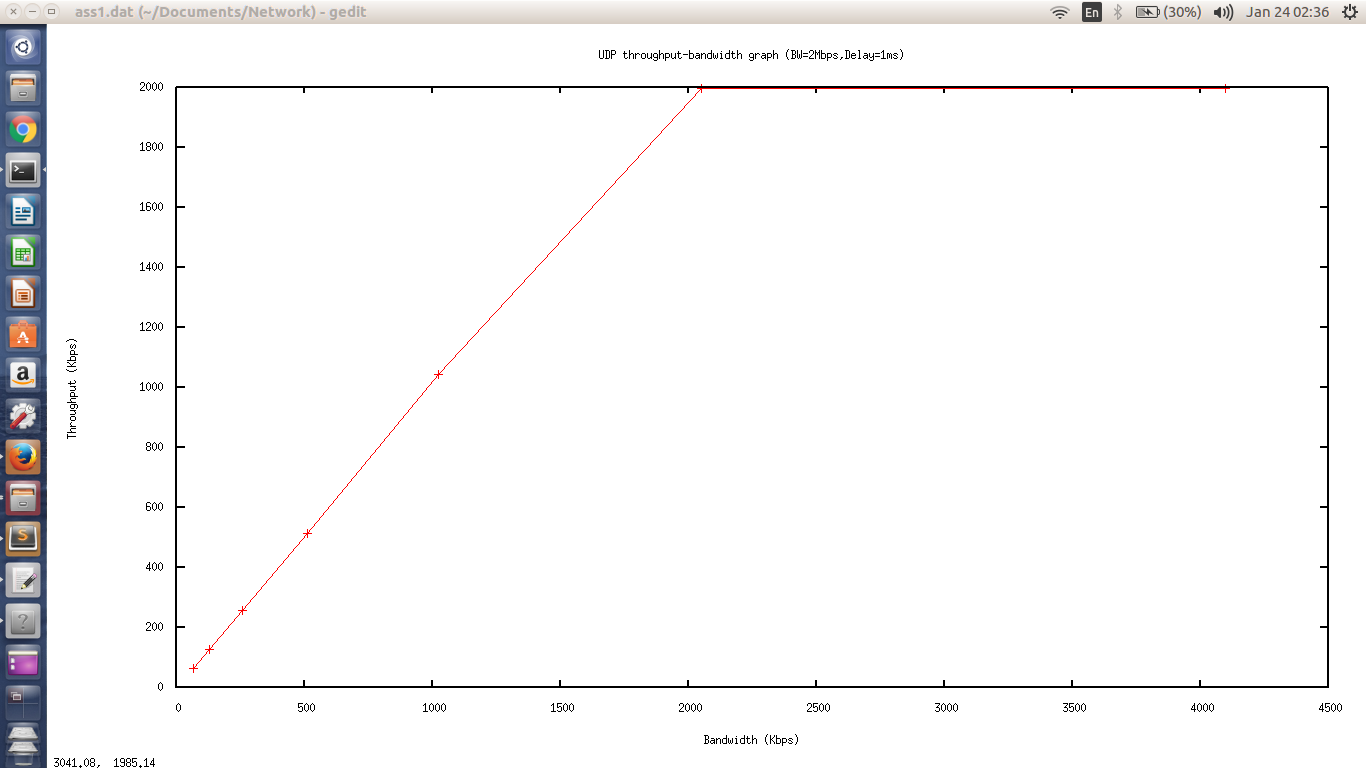 ass1.dat (~/Documents/Network) - gedit
En
(30%)
Jan 24 02:36
UDP throughput-bandwidth graph (BW=2Mbps,Delay=1ms)
2000
1800
1600
1400
1200
1000
800
600
400
200
0
Throughput (Kbps)
0 500 1000 1500 2000 2500 3000 3500 4000 4500
Bandwidth (Kbps)
3041.08, 1985.14